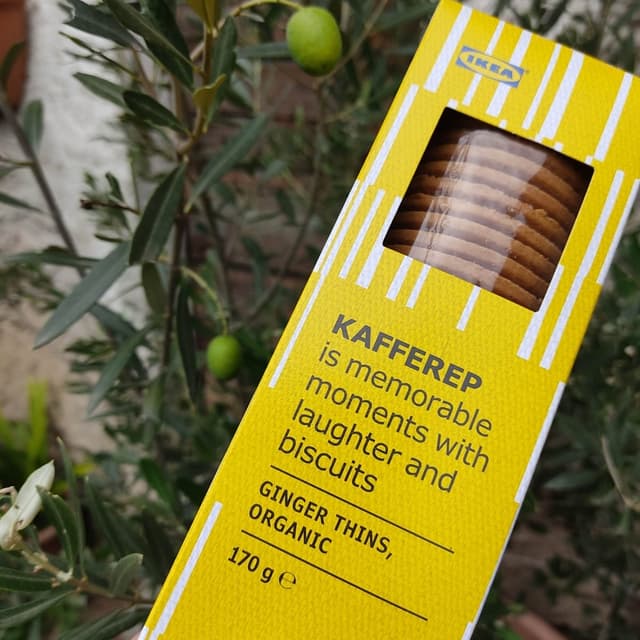 IKEA
KAFFEREP
is memorable
moments with
laughter and
biscuits
GINGER THINS,
ORGANIC
170 g ℮